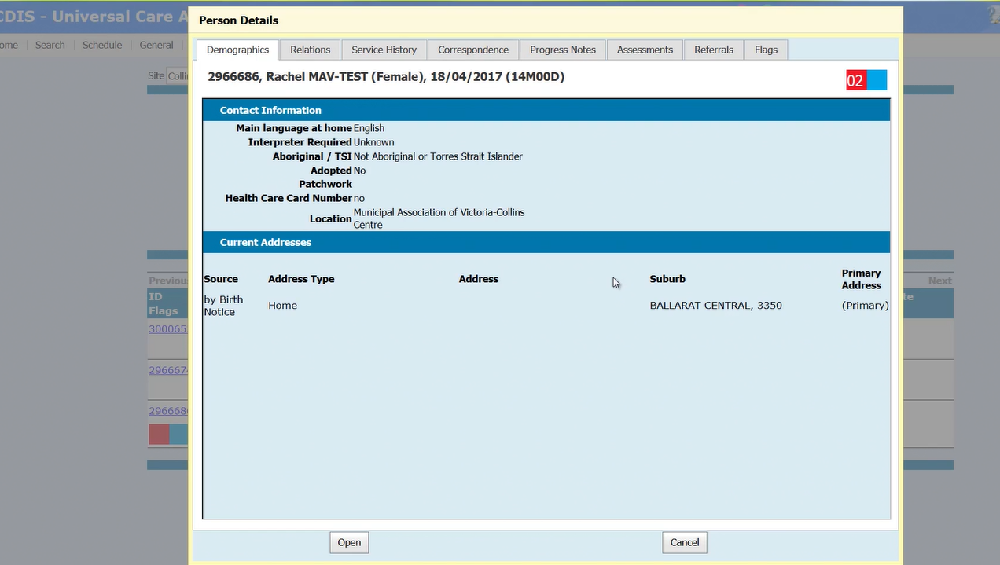 CDIS - Universal Care A
Person Details
ome Search Schedule General
Demographics Relations Service History Correspondence Progress Notes Assessments Referrals Flags
Site Colli
2966686, Rachel MAV-TEST (Female), 18/04/2017 (14M00D)
02
Contact Information
Main language at home English
Interpreter Required Unknown
Aboriginal / TSI Not Aboriginal or Torres Strait Islander
Adopted No
Patchwork
Health Care Card Number no
Location Municipal Association of Victoria-Collins
Centre
Current Addresses
Source Address Type Address Suburb Primary
Address
by Birth
Notice Home BALLARAT CENTRAL, 3350 (Primary)
Previou Next
ID
Flags
te
300065
296667
296668
Open Cancel